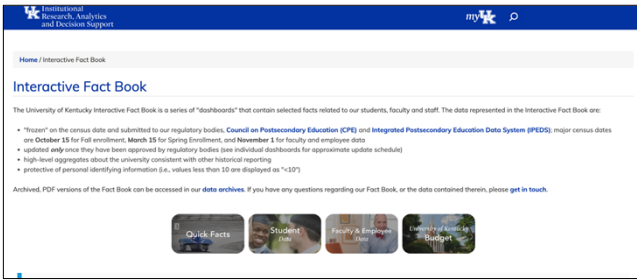 Institutional
Research, Analytics
and Decision Support
myUK
Home / Interactive Fact Book
Interactive Fact Book
The University of Kentucky Interactive Fact Book is a series of "dashboards" that contain selected facts related to our students, faculty and staff. The data represented in the Interactive Fact Book are:
• "frozen" on the census date and submitted to our regulatory bodies, Council on Postsecondary Education (CPE) and Integrated Postsecondary Education Data System (IPEDS); major census dates
are October 15 for Fall enrollment, March 15 for Spring Enrollment, and November 1 for faculty and employee data
• updated only once they have been approved by regulatory bodies (see individual dashboards for approximate update schedule)
• high-level aggregates about the university consistent with other historical reporting
• protective of personal identifying information (i.e., values less than 10 are displayed as "<10")
Archived, PDF versions of the Fact Book can be accessed in our data archives. If you have any questions regarding our Fact Book, or the data contained therein, please get in touch.
Quick Facts
Student
Data
Faculty & Employee
Data
University of Kentucky
Budget